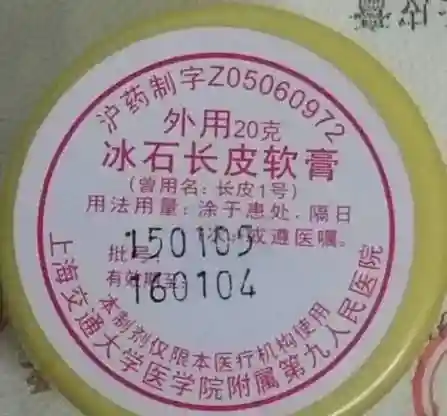 沪药制字Z05060972
外用20克
冰石长皮软膏
(曾用名:长皮1号)
用法用量:涂于患处,隔日
次;或遵医嘱。
批号:150105
有效期至:160104
本制剂仅限本医疗机构使用
上海交通大学医学院附属第九人民医院